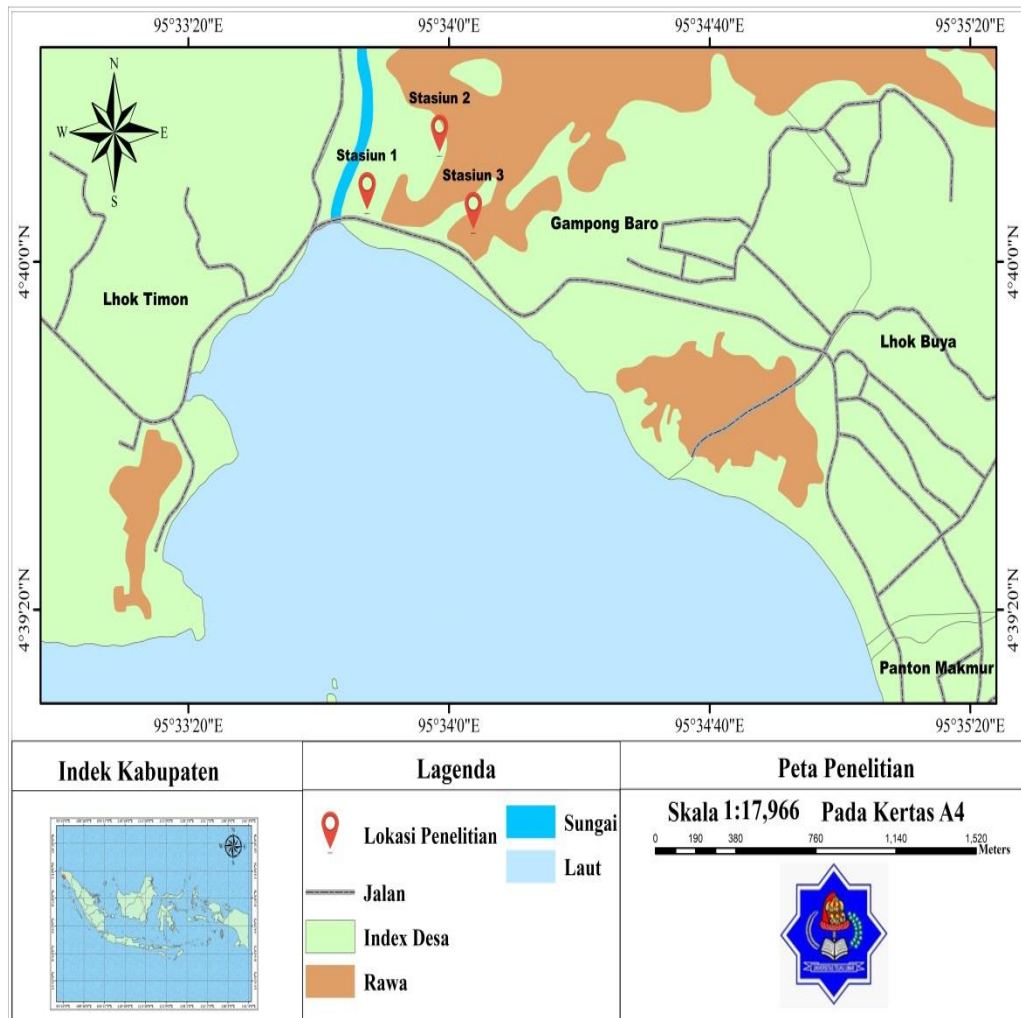 95°33'20"E 95°34'0"E 95°34'40"E 95°35'20"E
N
W E
S
Stasiun 2
Stasiun 1
Stasiun 3
Gampong Baro
4°40'0"N 4°40'0"N
Lhok Timon
Lhok Buya
4°39'20"N 4°39'20"N
Panton Makmur
95°33'20"E 95°34'0"E 95°34'40"E 95°35'20"E
Indek Kabupaten
Lagenda
Lokasi Penelitian
Jalan
Index Desa
Rawa
Sungai
Laut
Peta Penelitian
Skala 1:17,966 Pada Kertas A4
0 190 380 760 1,140 1,520
Meters
UNIVERSITAS TEUKU UMAR